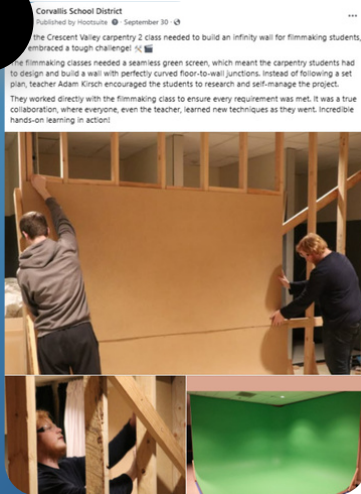 Corvallis School District
Published by Hootsuite · September 30 ·
the Crescent Valley carpentry 2 class needed to build an infinity wall for filmmaking students,
embraced a tough challenge!
The filmmaking classes needed a seamless green screen, which meant the carpentry students had
to design and build a wall with perfectly curved floor-to-wall junctions. Instead of following a set
plan, teacher Adam Kirsch encouraged the students to research and self-manage the project.
They worked directly with the filmmaking class to ensure every requirement was met. It was a true
collaboration, where everyone, even the teacher, learned new techniques as they went. Incredible
hands-on learning in action!